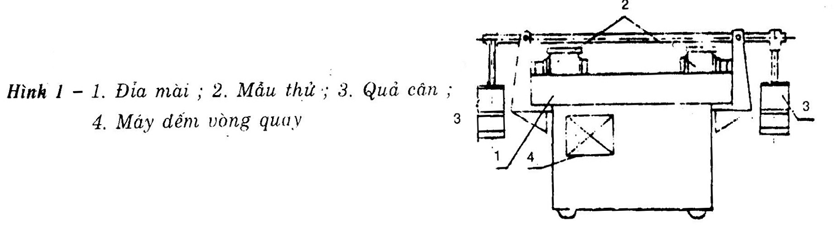 2
Hình 1 – 1. Đĩa mài ; 2. Mẫu thử ; 3. Quả cân ;
4. Máy đếm vòng quay
3
3
1
4